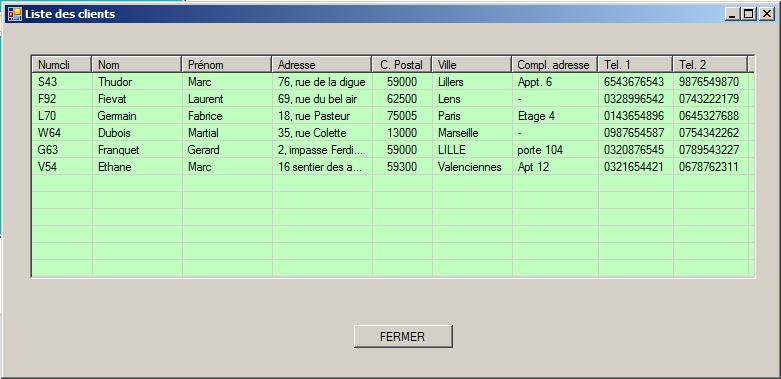 Liste des clients
Numcli Nom Prénom Adresse C. Postal Ville Compl. adresse Tel. 1 Tel. 2
S43 Thudor Marc 76, rue de la digue 59000 Lillers Appt. 6 6543676543 9876549870
F92 Fievat Laurent 69, rue du bel air 62500 Lens - 0328996542 0743222179
L70 Germain Fabrice 18, rue Pasteur 75005 Paris Etage 4 0143654896 0645327688
W64 Dubois Martial 35, rue Colette 13000 Marseille - 0987654587 0754342262
G63 Franquet Gerard 2, impasse Ferdi... 59000 LILLE porte 104 0320876545 0789543227
V54 Ethane Marc 16 sentier des a... 59300 Valenciennes Apt 12 0321654421 0678762311
FERMER